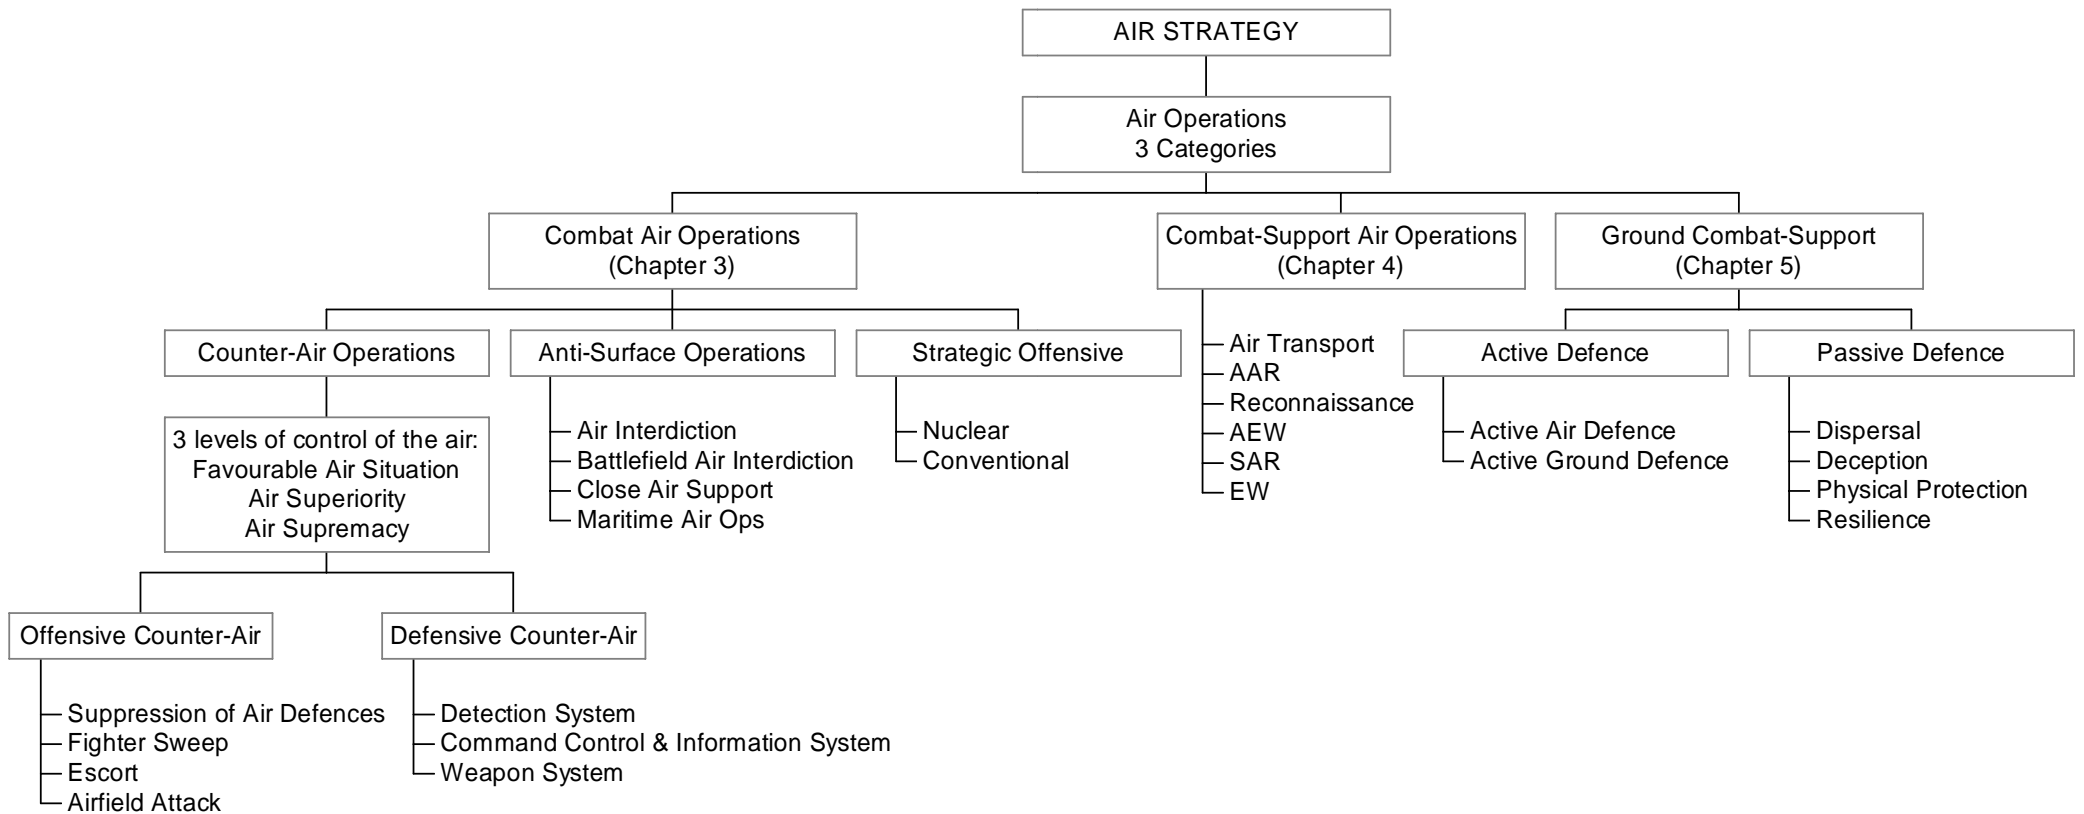 AIR STRATEGY
Air Operations
3 Categories
Combat Air Operations
(Chapter 3)
Combat-Support Air Operations
(Chapter 4)
Ground Combat-Support
(Chapter 5)
Counter-Air Operations
Anti-Surface Operations
Strategic Offensive
Air Transport
AAR
Reconnaissance
AEW
SAR
EW
Active Defence
Passive Defence
3 levels of control of the air:
Favourable Air Situation
Air Superiority
Air Supremacy
Air Interdiction
Battlefield Air Interdiction
Close Air Support
Maritime Air Ops
Nuclear
Conventional
Active Air Defence
Active Ground Defence
Dispersal
Deception
Physical Protection
Resilience
Offensive Counter-Air
Defensive Counter-Air
Suppression of Air Defences
Fighter Sweep
Escort
Airfield Attack
Detection System
Command Control & Information System
Weapon System